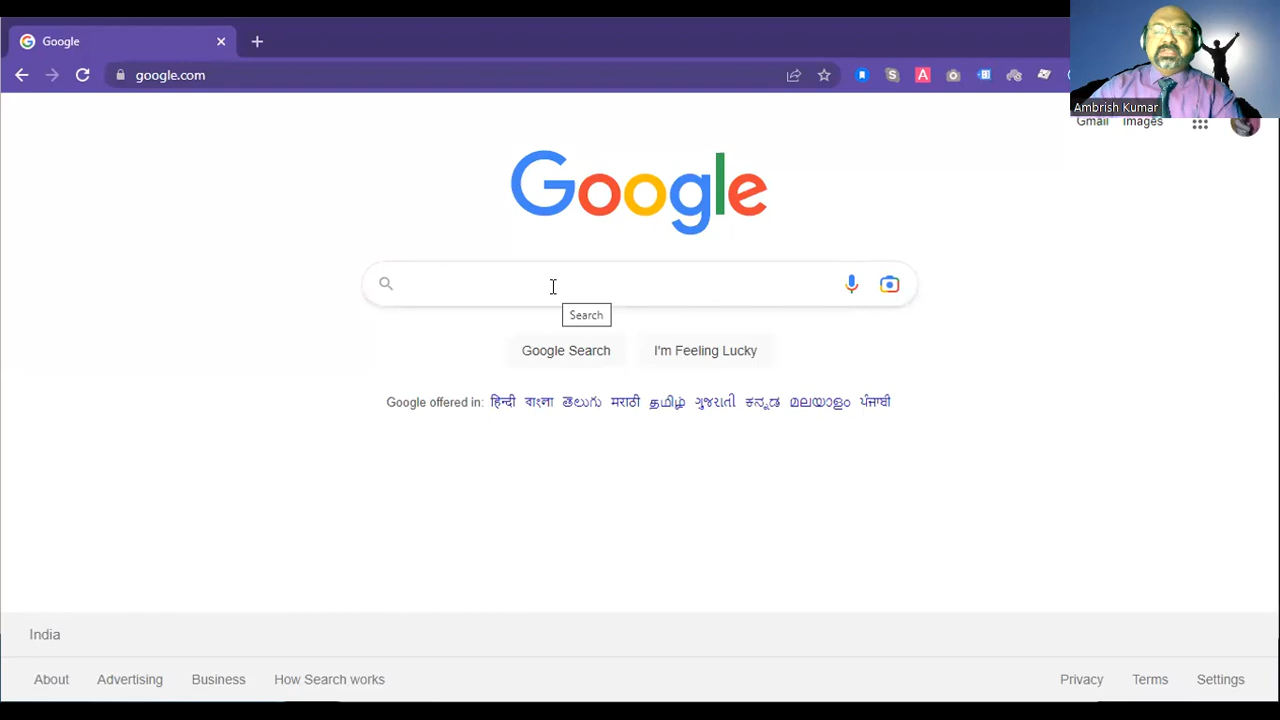 Google
google.com
Ambrish Kumar
Gmail Images
Google
Search
Google Search I'm Feeling Lucky
Google offered in: हिन्दी বাংলা తెలుగు मराठी தமிழ் ગુજરાતી ಕನ್ನಡ മലയാളം ਪੰਜਾਬੀ
India
About Advertising Business How Search works Privacy Terms Settings